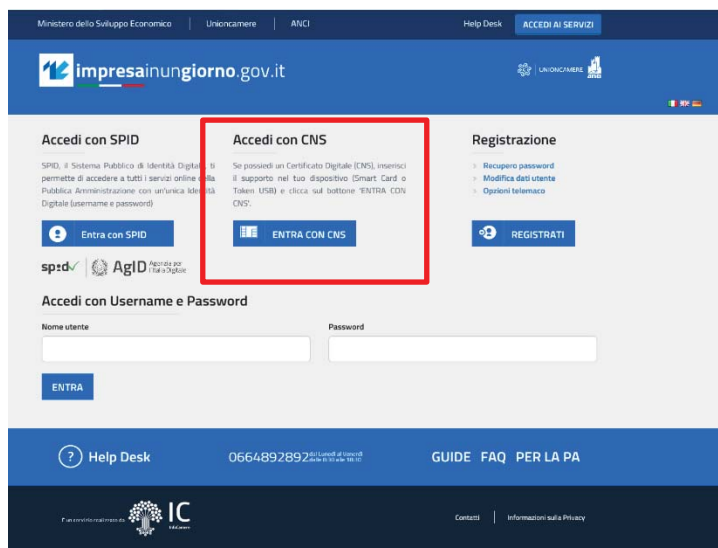 Ministero dello Sviluppo Economico | Unioncamere | ANCI
Help Desk
ACCEDI AI SERVIZI
impresainungiorno.gov.it
UNIONCAMERE
Accedi con SPID
SPID, il Sistema Pubblico di Identità Digitale, ti
permette di accedere a tutti i servizi online della
Pubblica Amministrazione con un'unica Identità
Digitale (username e password)
Entra con SPID
spid
AgID Agenzia per
l'Italia Digitale
Accedi con CNS
Se possiedi un Certificato Digitale (CNS), inserisci
il supporto nel tuo dispositivo (Smart Card o
Token USB) e clicca sul bottone 'ENTRA CON
CNS'.
ENTRA CON CNS
Registrazione
Recupero password
Modifica dati utente
Opzioni telemaco
REGISTRATI
Accedi con Username e Password
Nome utente
Password
ENTRA
? Help Desk
0664892892
dal Lunedì al Venerdì
GUIDE FAQ PER LA PA
IC
InfoCamere
Contatti | Informazioni sulla Privacy